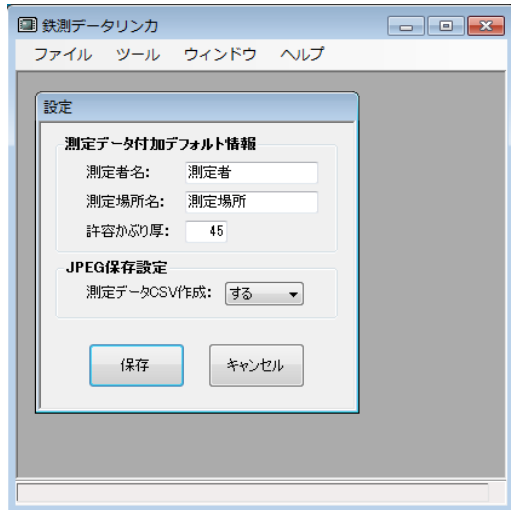 鉄測データリンカ
ファイル ツール ウィンドウ ヘルプ
設定
測定データ付加デフォルト情報
測定者名: 測定者
測定場所名: 測定場所
許容かぶり厚: 45
JPEG保存設定
測定データCSV作成: する
保存 キャンセル